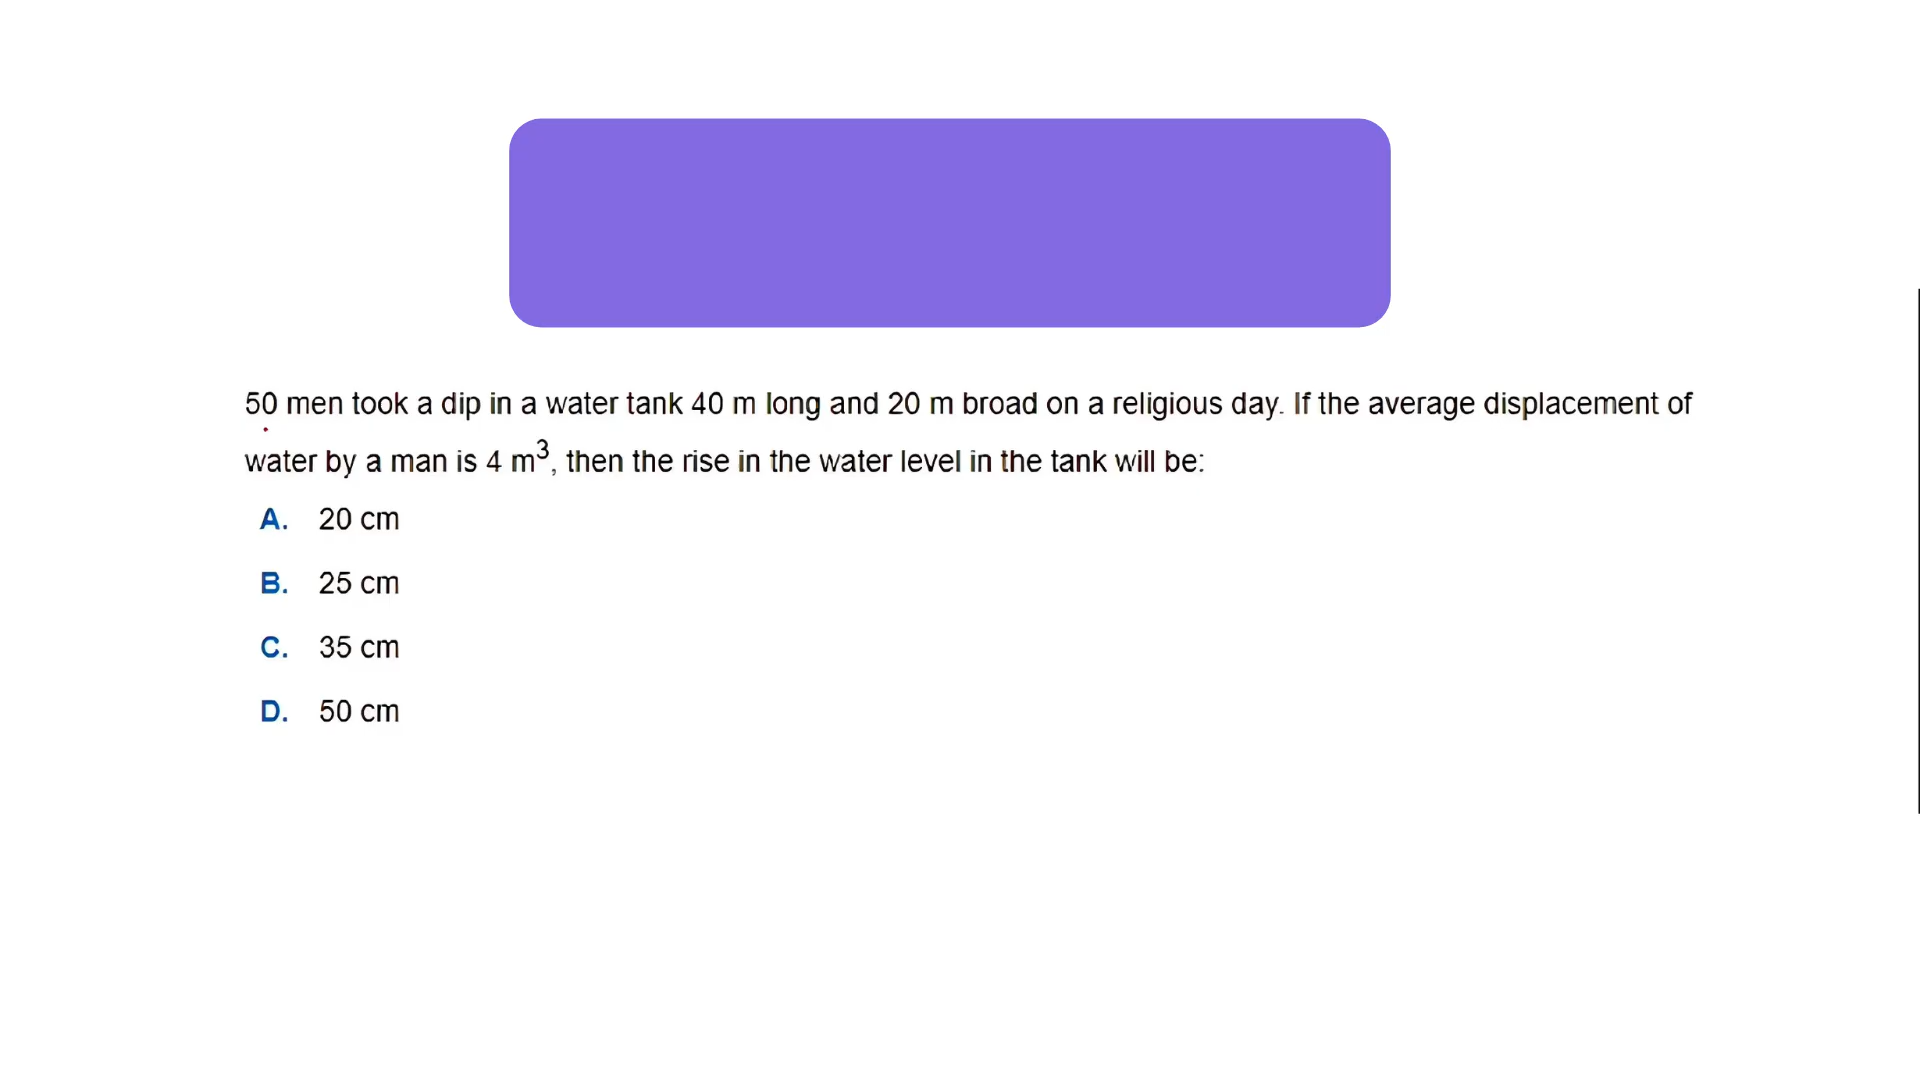 50 men took a dip in a water tank 40 m long and 20 m broad on a religious day. If the average displacement of
water by a man is 4 m³, then the rise in the water level in the tank will be:
A. 20 cm
B. 25 cm
C. 35 cm
D. 50 cm